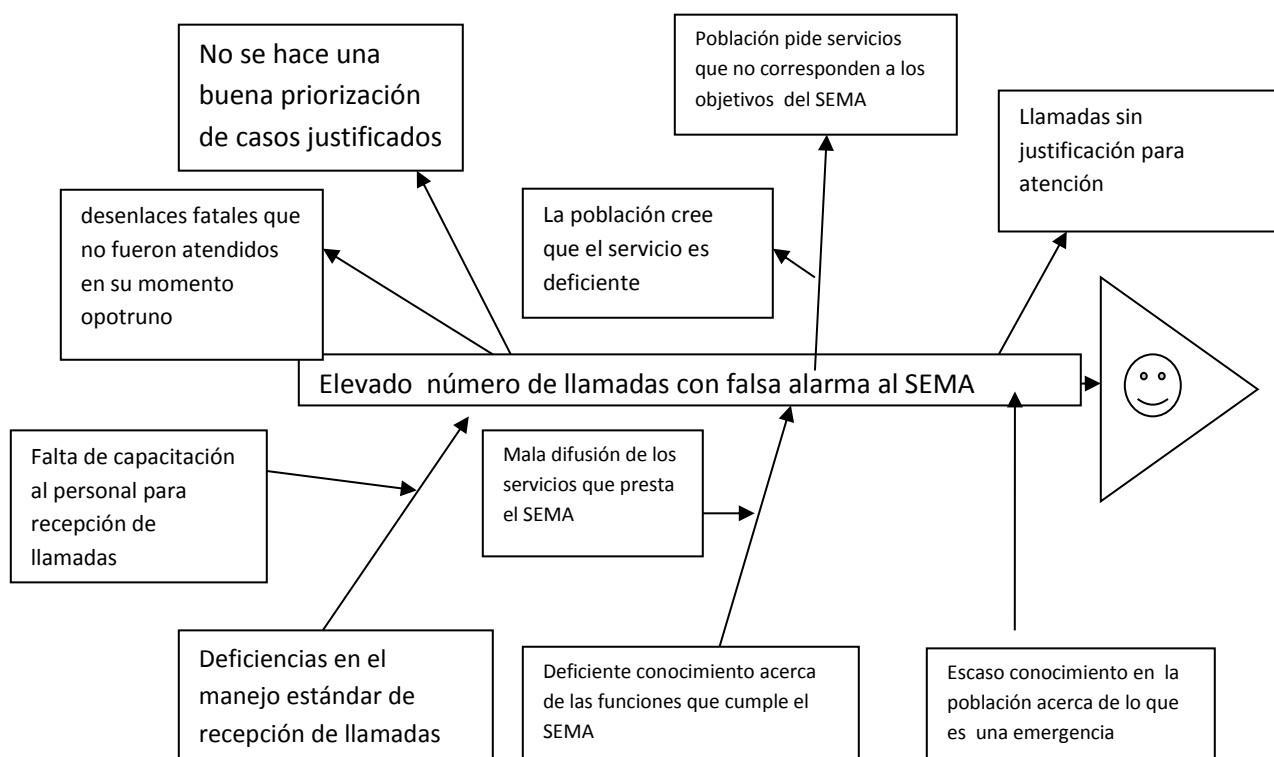 No se hace una
buena priorización
de casos justificados
Población pide servicios
que no corresponden a los
objetivos del SEMA
Llamadas sin
justificación para
atención
desenlaces fatales que
no fueron atendidos
en su momento
opotruno
La población cree
que el servicio es
deficiente
Elevado número de llamadas con falsa alarma al SEMA
Falta de capacitación
al personal para
recepción de
llamadas
Mala difusión de los
servicios que presta
el SEMA
Deficiencias en el
manejo estándar de
recepción de llamadas
Deficiente conocimiento acerca
de las funciones que cumple el
SEMA
Escaso conocimiento en la
población acerca de lo que
es una emergencia